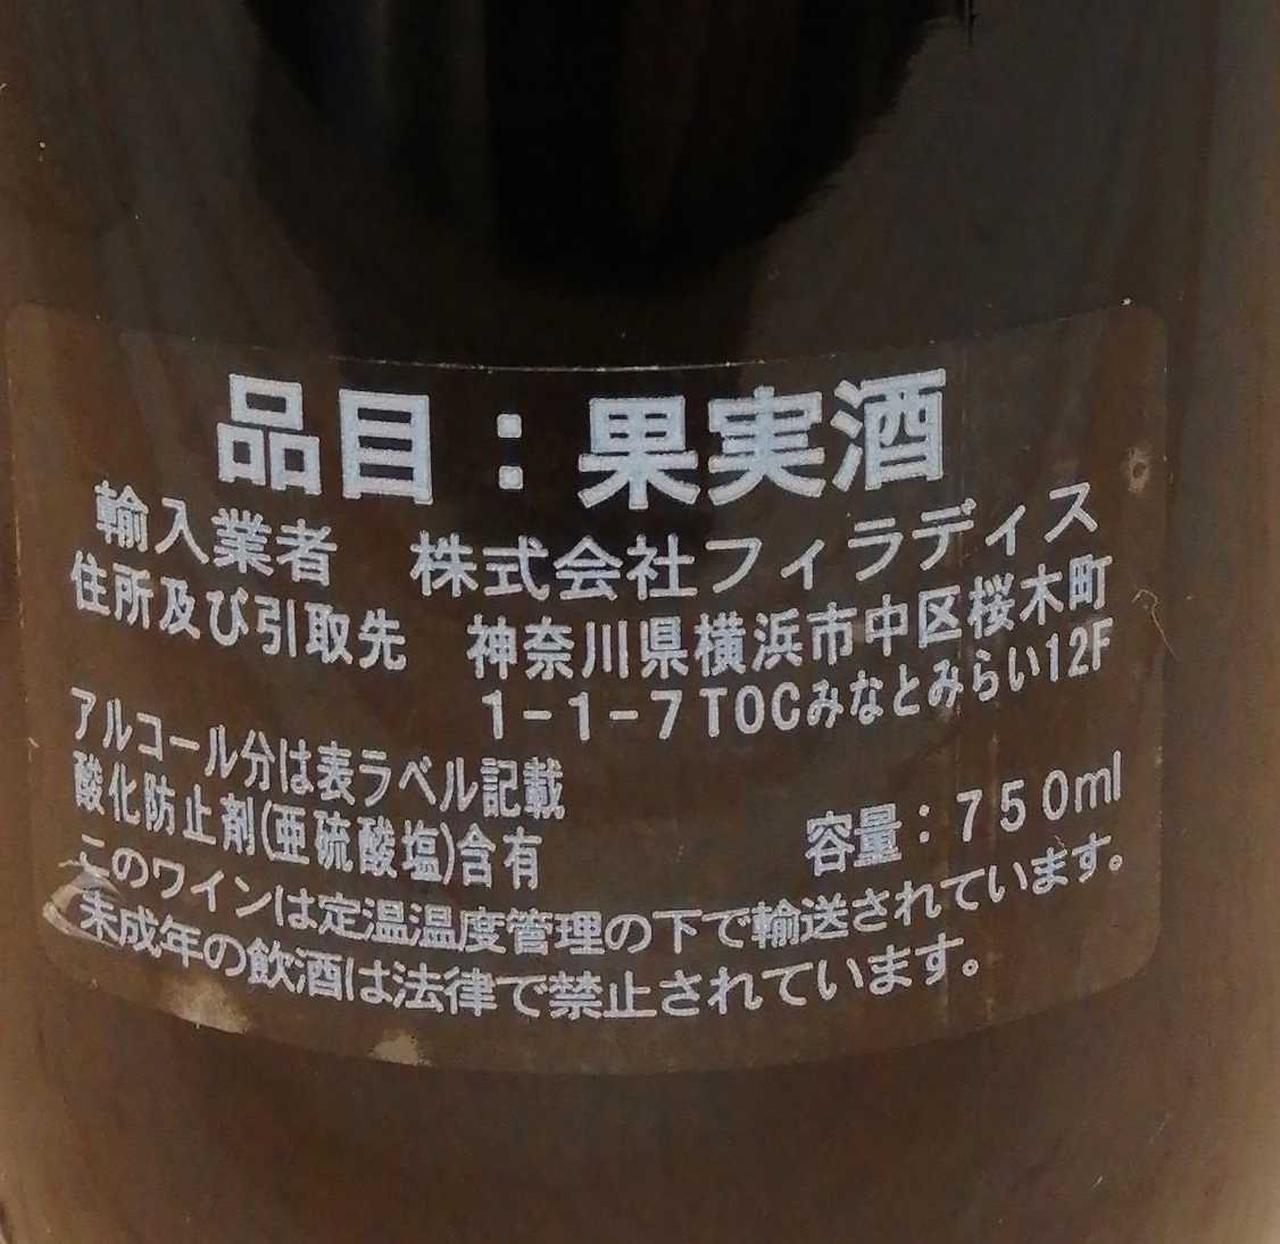 品目：果実酒
輸入業者 株式会社フィラディス
住所及び引取先 神奈川県横浜市中区桜木町
1-1-7TOCみなとみらい12F
アルコール分は表ラベル記載
酸化防止剤(亜硫酸塩)含有 容量：750ml
このワインは定温温度管理の下で輸送されています。
未成年の飲酒は法律で禁止されています。